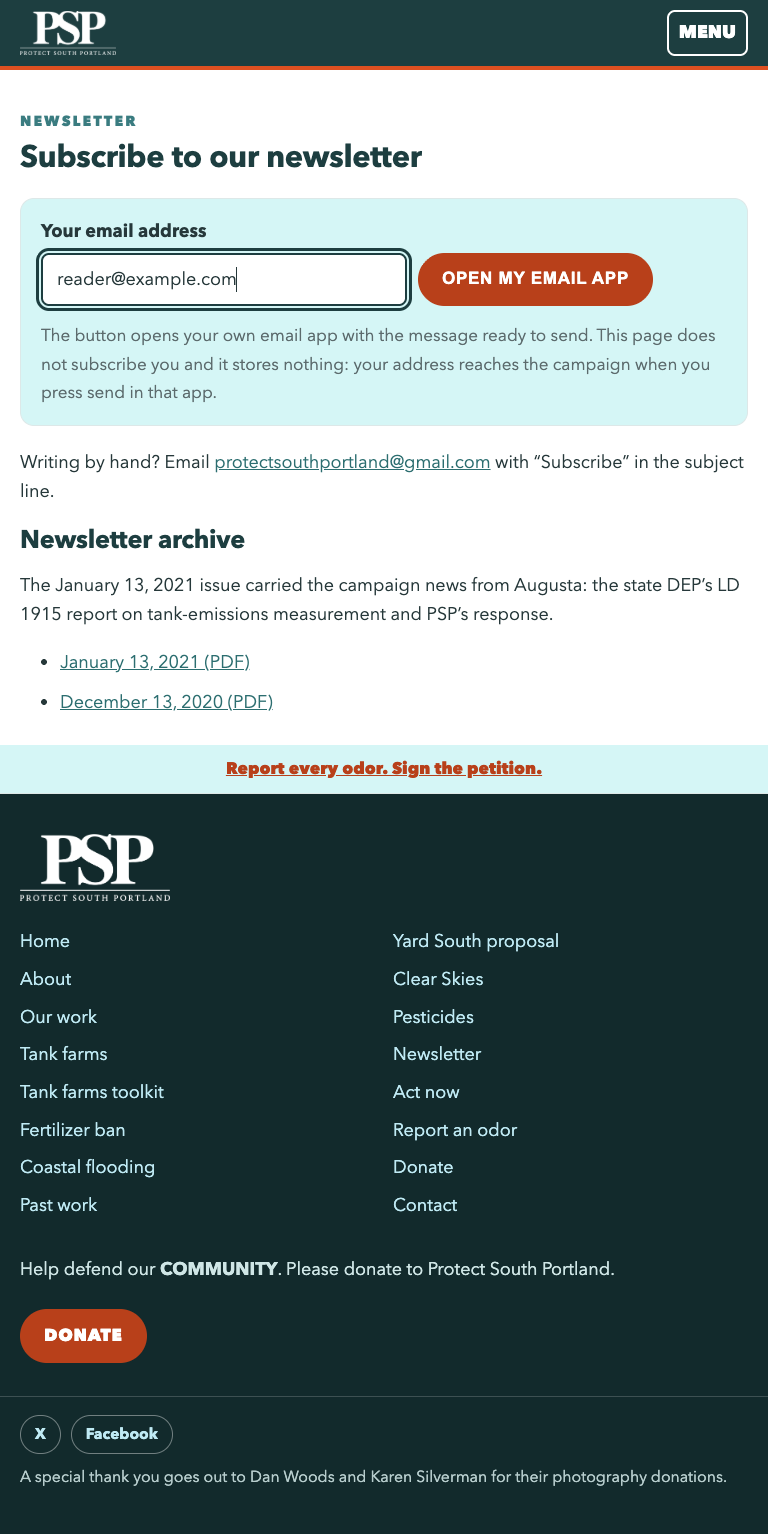 PSP
PROTECT SOUTH PORTLAND
MENU
NEWSLETTER
Subscribe to our newsletter
Your email address
reader@example.com
OPEN MY EMAIL APP
The button opens your own email app with the message ready to send. This page does
not subscribe you and it stores nothing: your address reaches the campaign when you
press send in that app.
Writing by hand? Email protectsouthportland@gmail.com with “Subscribe” in the subject
line.
Newsletter archive
The January 13, 2021 issue carried the campaign news from Augusta: the state DEP’s LD
1915 report on tank-emissions measurement and PSP’s response.
• January 13, 2021 (PDF)
• December 13, 2020 (PDF)
Report every odor. Sign the petition.
PSP
PROTECT SOUTH PORTLAND
Home
About
Our work
Tank farms
Tank farms toolkit
Fertilizer ban
Coastal flooding
Past work
Yard South proposal
Clear Skies
Pesticides
Newsletter
Act now
Report an odor
Donate
Contact
Help defend our COMMUNITY. Please donate to Protect South Portland.
DONATE
X
Facebook
A special thank you goes out to Dan Woods and Karen Silverman for their photography donations.